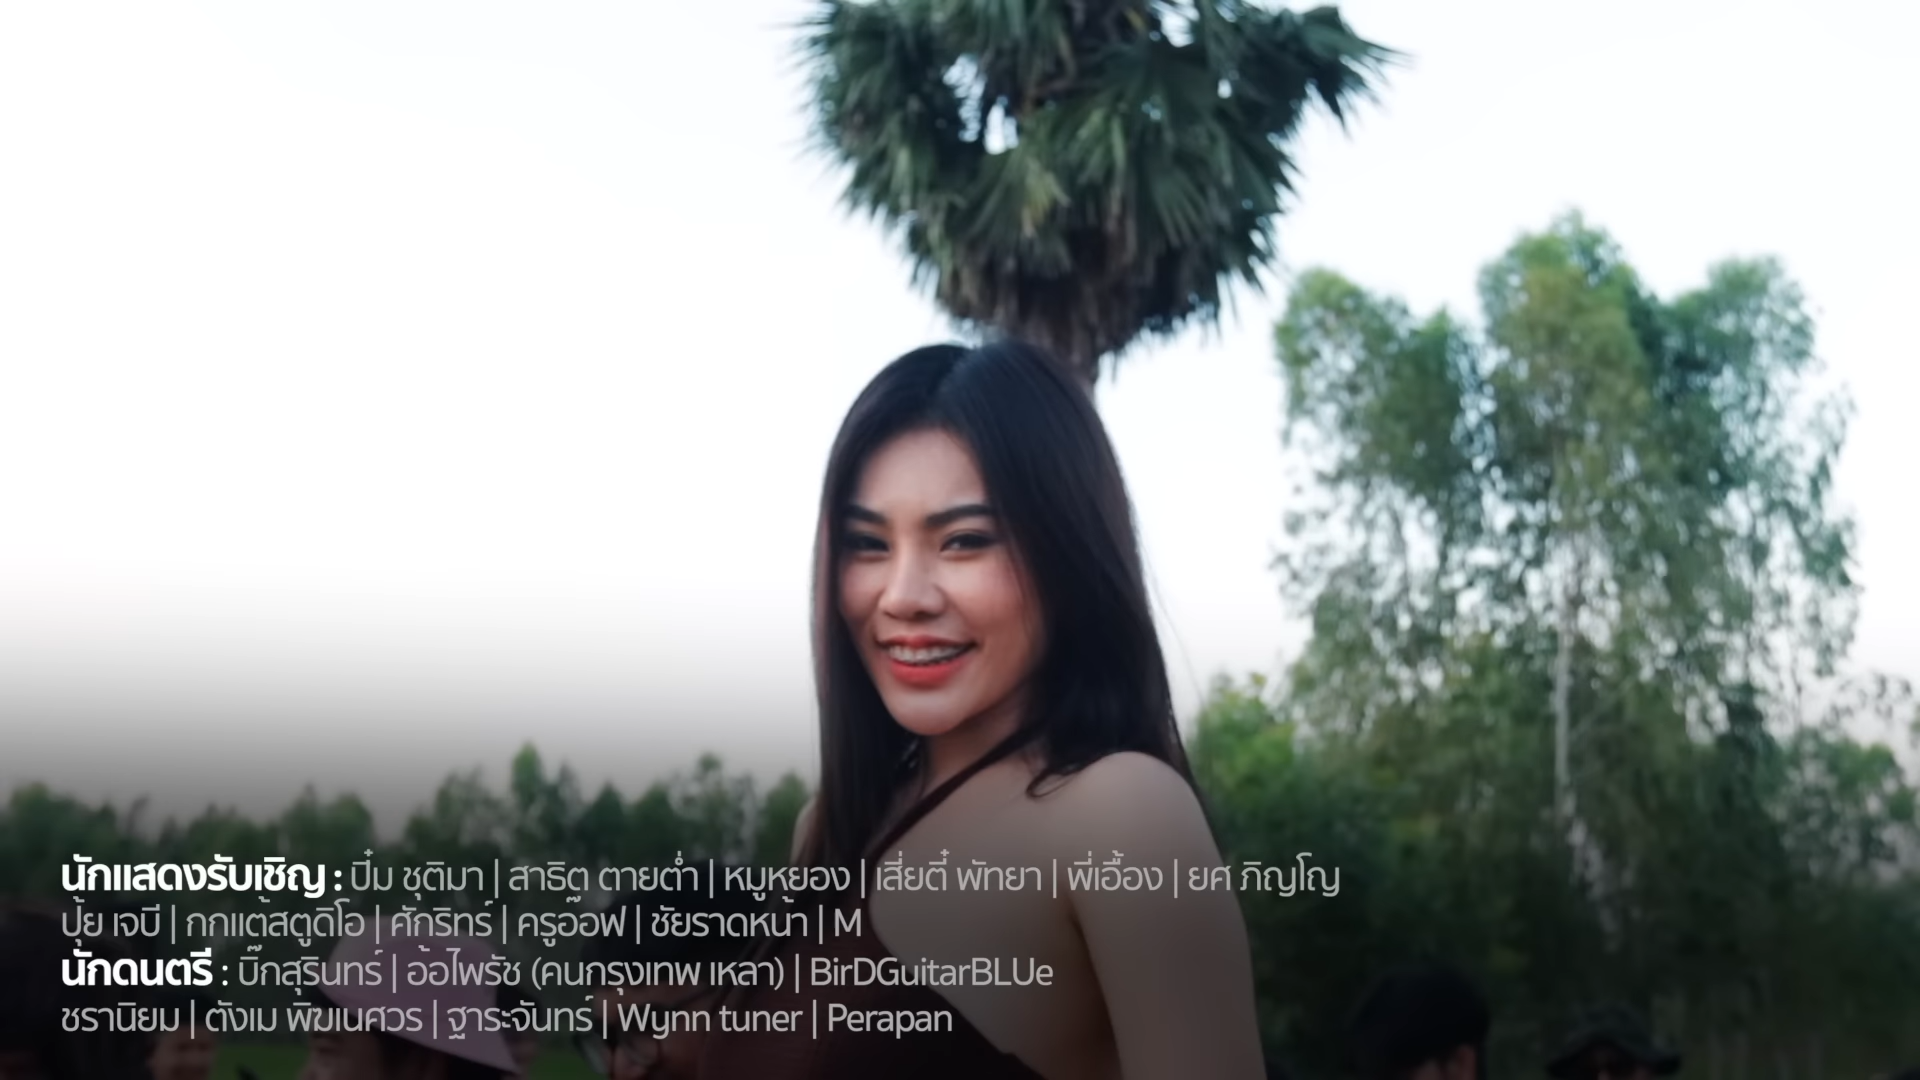 นักแสดงรับเชิญ : ปิ๋ม ชุติมา | สาธิต ตายต่ำ | หมูหยอง | เสี่ยตี๋ พัทยา | พี่เอื้อง | ยศ ภิญโญ
ปุ้ย เจบี | กกแต้สตูดิโอ | ศักริทร์ | ครูอ๊อฟ | ชัยราดหน้า | M
นักดนตรี : บิ๊กสุรินทร์ | อ้อไพรัช (คนกรุงเทพ เหลา) | BirDGuitarBLUe
ชรานิยม | ตังเม พิฆเนศวร | ฐาระจันทร์ | Wynn tuner | Perapan